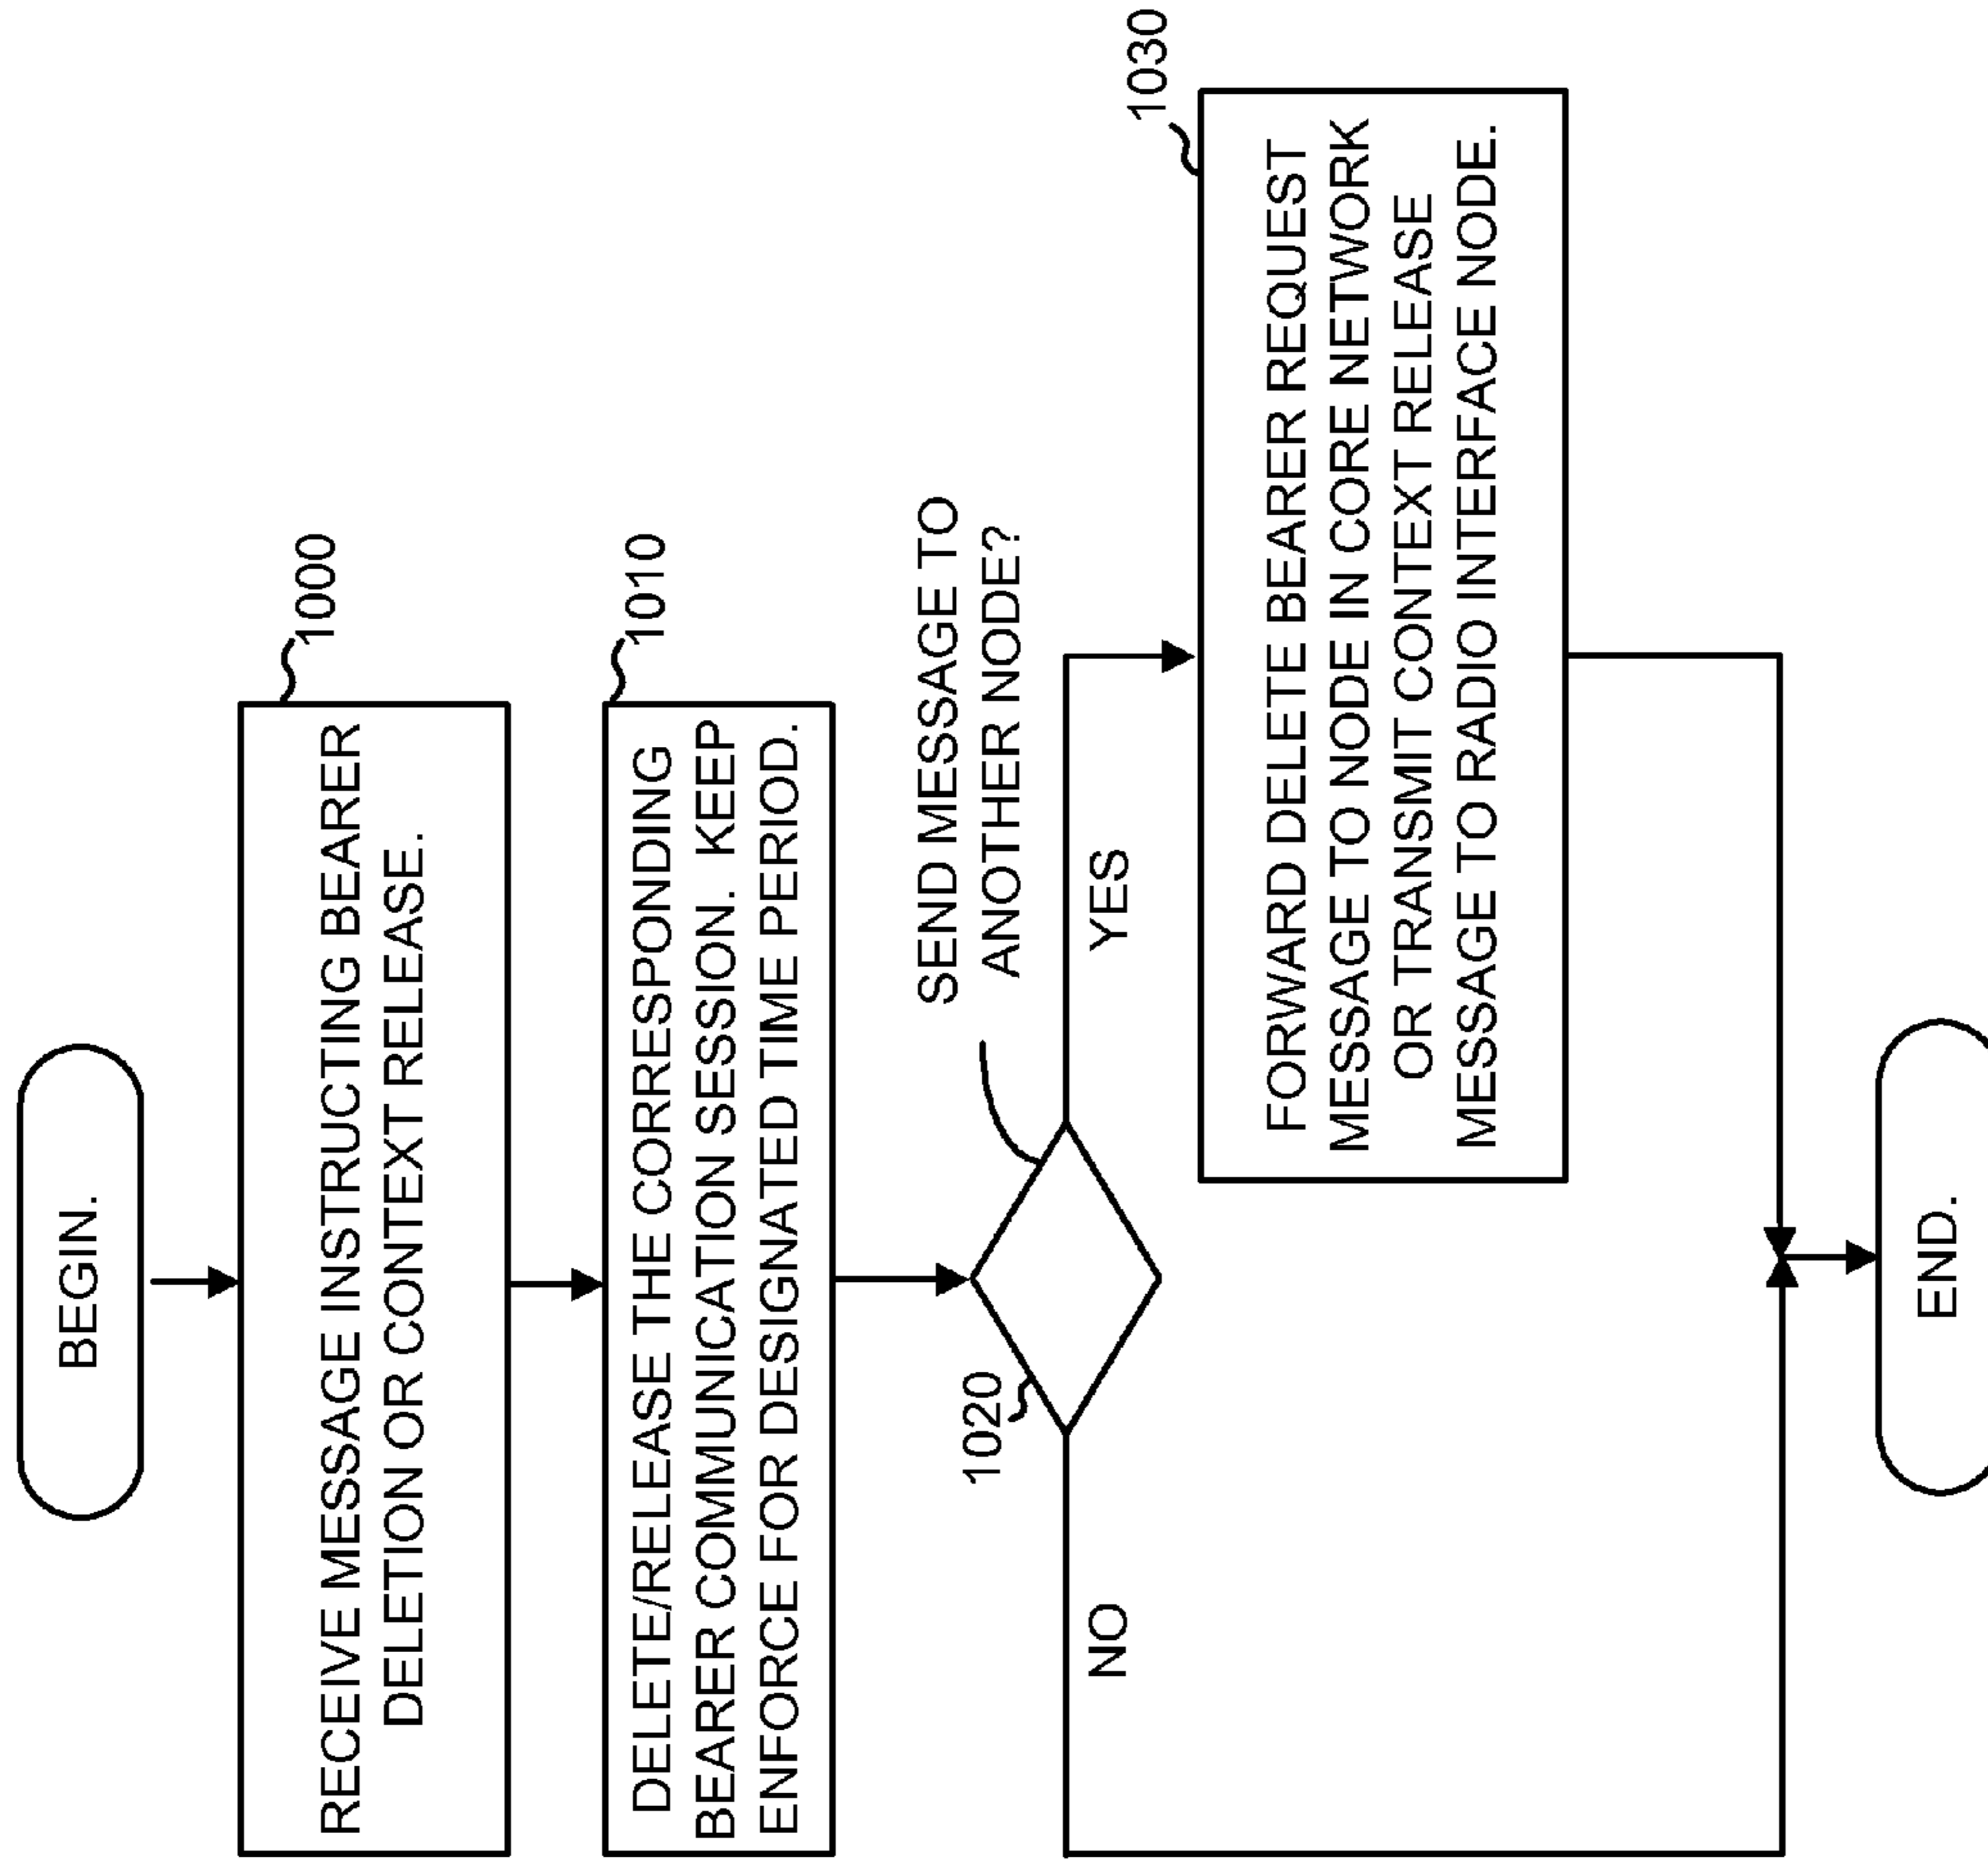 BEGIN.
1000
RECEIVE MESSAGE INSTRUCTING BEARER
DELETION OR CONTEXT RELEASE.
1010
DELETE/RELEASE THE CORRESPONDING
BEARER COMMUNICATION SESSION. KEEP
ENFORCE FOR DESIGNATED TIME PERIOD.
1020
SEND MESSAGE TO
ANOTHER NODE?
NO
YES
1030
FORWARD DELETE BEARER REQUEST
MESSAGE TO NODE IN CORE NETWORK
OR TRANSMIT CONTEXT RELEASE
MESSAGE TO RADIO INTERFACE NODE.
END.